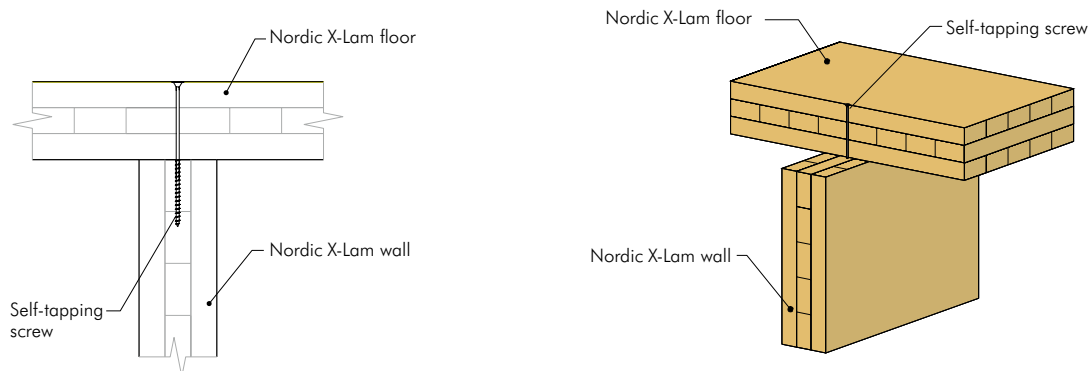 Nordic X-Lam floor
Nordic X-Lam wall
Self-tapping
screw
Nordic X-Lam floor
Self-tapping screw
Nordic X-Lam wall